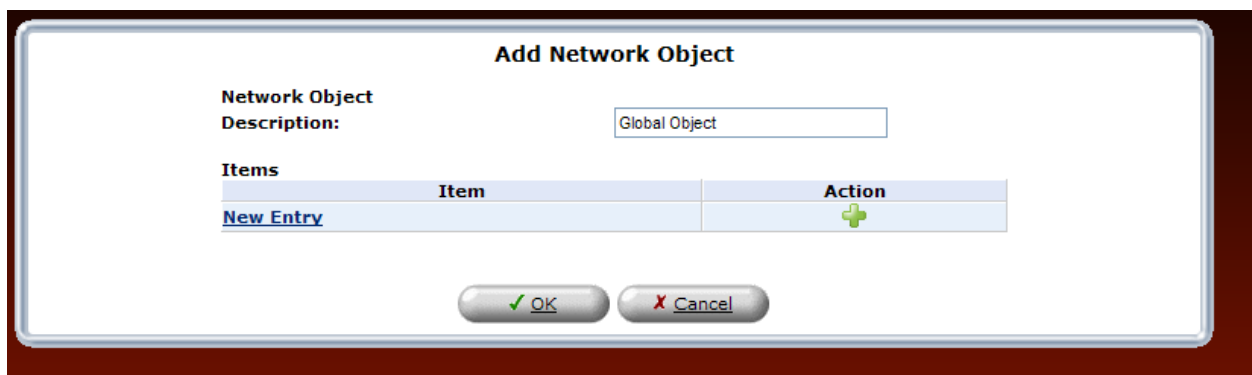 Add Network Object
Network Object
Description: Global Object
Items
Item Action
New Entry
OK Cancel